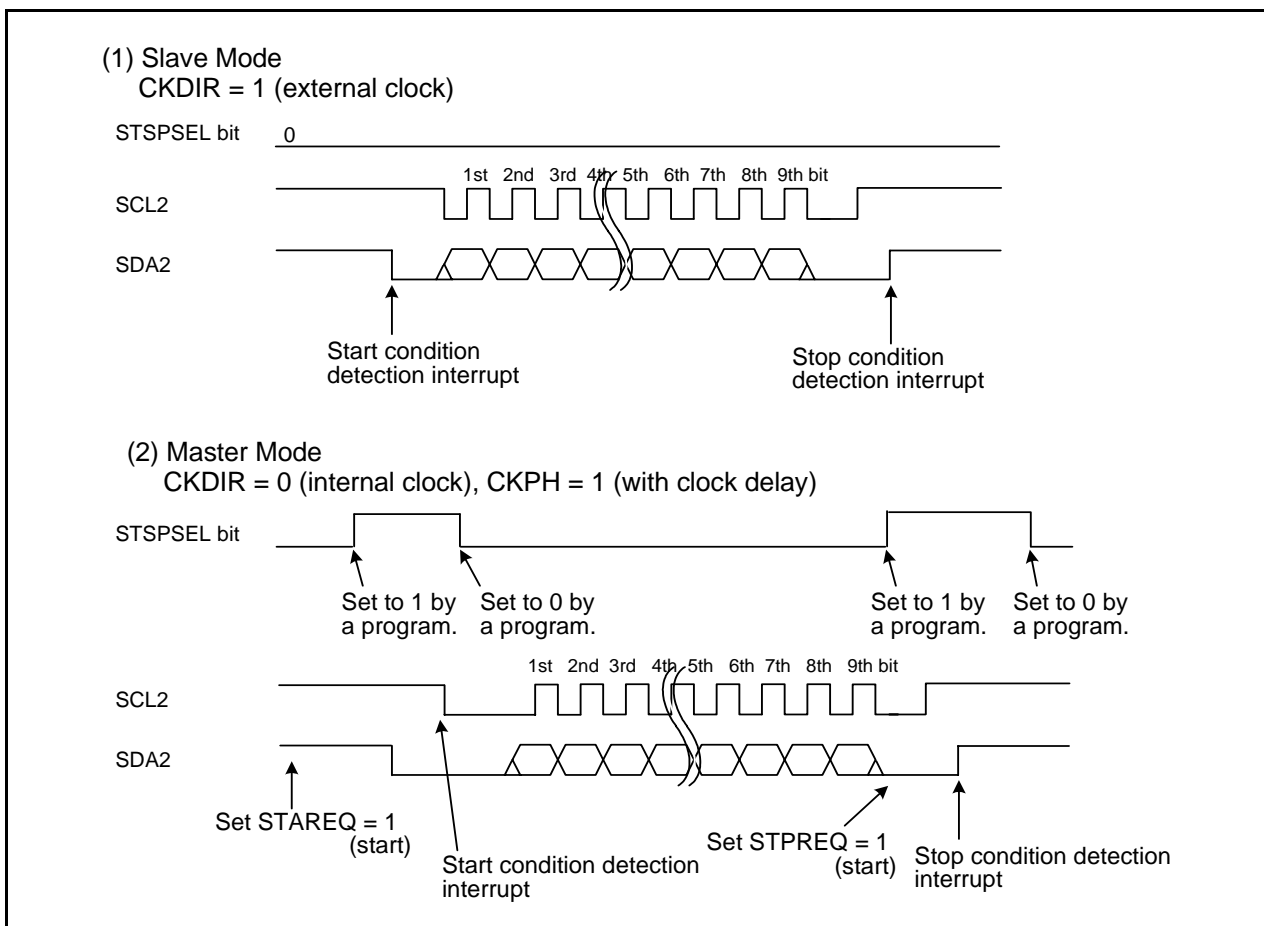 (1) Slave Mode
CKDIR = 1 (external clock)
STSPSEL bit
0
1st 2nd 3rd 4th 5th 6th 7th 8th 9th bit
SCL2
SDA2
Start condition
detection interrupt
Stop condition
detection interrupt
(2) Master Mode
CKDIR = 0 (internal clock), CKPH = 1 (with clock delay)
STSPSEL bit
Set to 1 by
a program.
Set to 0 by
a program.
Set to 1 by
a program.
Set to 0 by
a program.
1st 2nd 3rd 4th 5th 6th 7th 8th 9th bit
SCL2
SDA2
Set STAREQ = 1
(start)
Start condition detection
interrupt
Set STPREQ = 1
(start)
Stop condition detection
interrupt